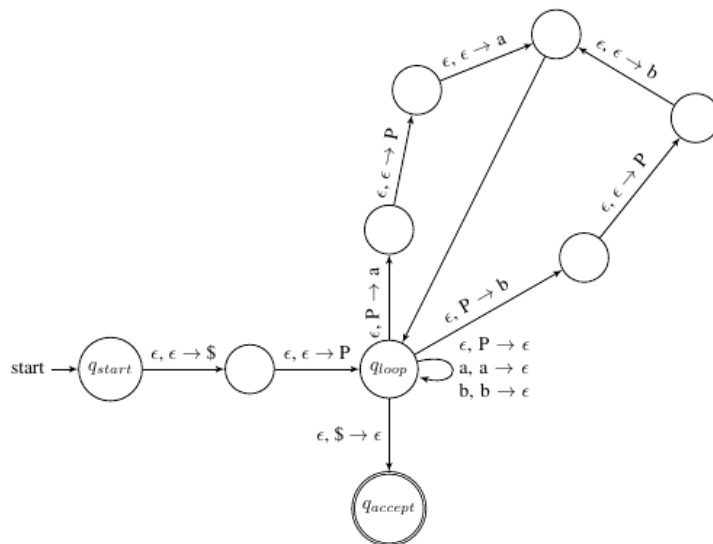 ϵ, ϵ → a
ϵ, ϵ → b
ϵ, ϵ → P
ϵ, ϵ → P
ϵ, P → a
ϵ, P → b
start
q_start
ϵ, ϵ → $
ϵ, ϵ → P
q_loop
ϵ, P → ϵ
a, a → ϵ
b, b → ϵ
ϵ, $ → ϵ
q_accept